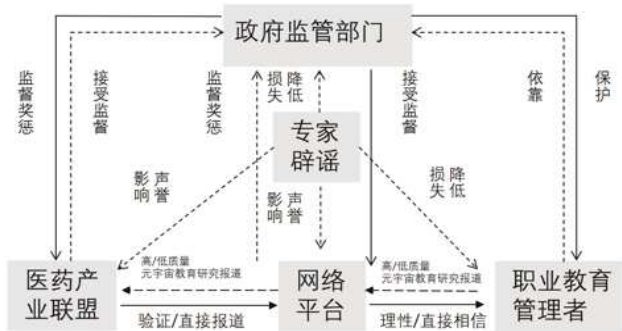 政府监管部门
监督奖惩
接受监督
监督奖惩
损失
降低
接受监督
依靠
保护
专家
辟谣
影响
声誉
影响
声誉
损失
降低
高/低质量
元宇宙教育研究报道
高/低质量
元宇宙教育研究报道
医药产
业联盟
网络
平台
职业教育
管理者
验证/直接报道
理性/直接相信